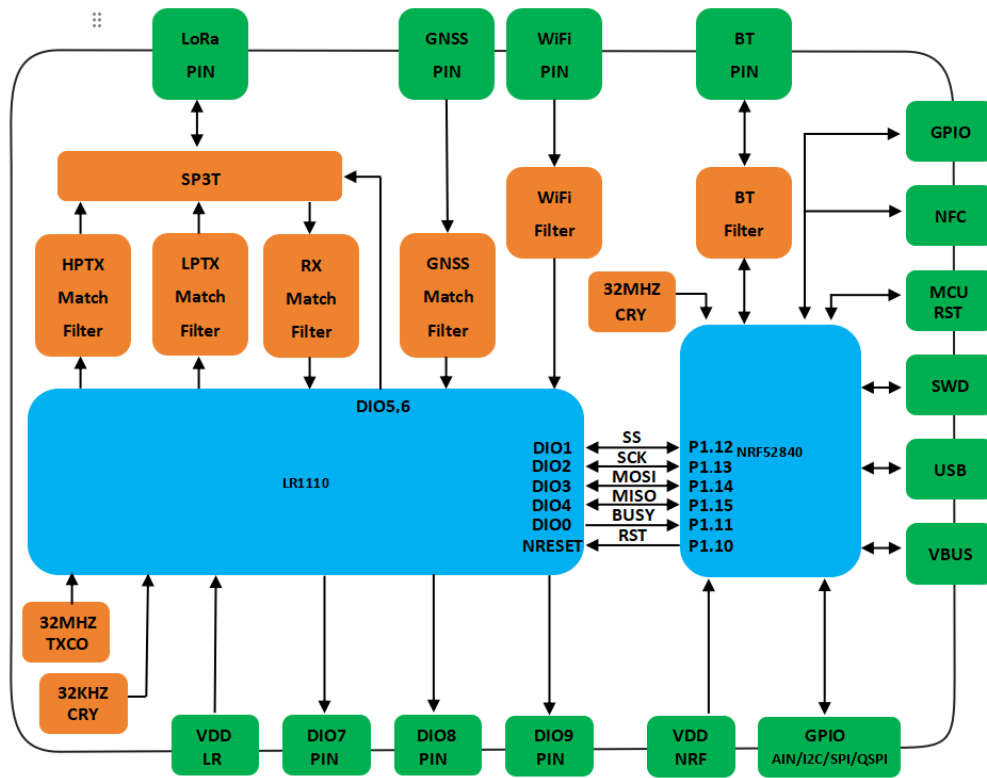 LoRa
PIN
GNSS
PIN
WiFi
PIN
BT
PIN
GPIO
SP3T
WiFi
Filter
BT
Filter
NFC
HPTX
Match
Filter
LPTX
Match
Filter
RX
Match
Filter
GNSS
Match
Filter
32MHZ
CRY
MCU
RST
DIO5,6
SWD
LR1110
DIO1
SS
P1.12
NRF52840
DIO2
SCK
P1.13
DIO3
MOSI
P1.14
DIO4
MISO
P1.15
DIO0
BUSY
P1.11
NRESET
RST
P1.10
USB
VBUS
32MHZ
TXCO
32KHZ
CRY
VDD
LR
DIO7
PIN
DIO8
PIN
DIO9
PIN
VDD
NRF
GPIO
AIN/I2C/SPI/QSPI